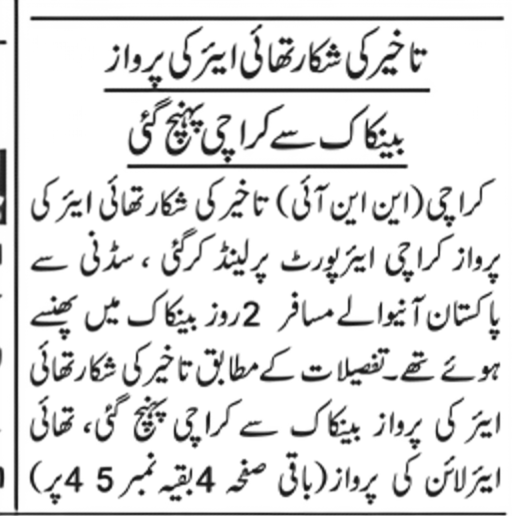 تاخیر کی شکار تھائی ایئر کی پرواز
بینکاک سے کراچی پہنچ گئی
کراچی (این این آئی) تاخیر کی شکار تھائی ایئر کی
پرواز کراچی ایئرپورٹ پر لینڈ کرگئی ، سڈنی سے
پاکستان آنیوالے مسافر 2 روز بینکاک میں پھنسے
ہوئے تھے۔ تفصیلات کے مطابق تاخیر کی شکار تھائی
ایئر کی پرواز بینکاک سے کراچی پہنچ گئی، تھائی
ایئرلائن کی پرواز (باقی صفحہ 4 بقیہ نمبر 5 4 پر)